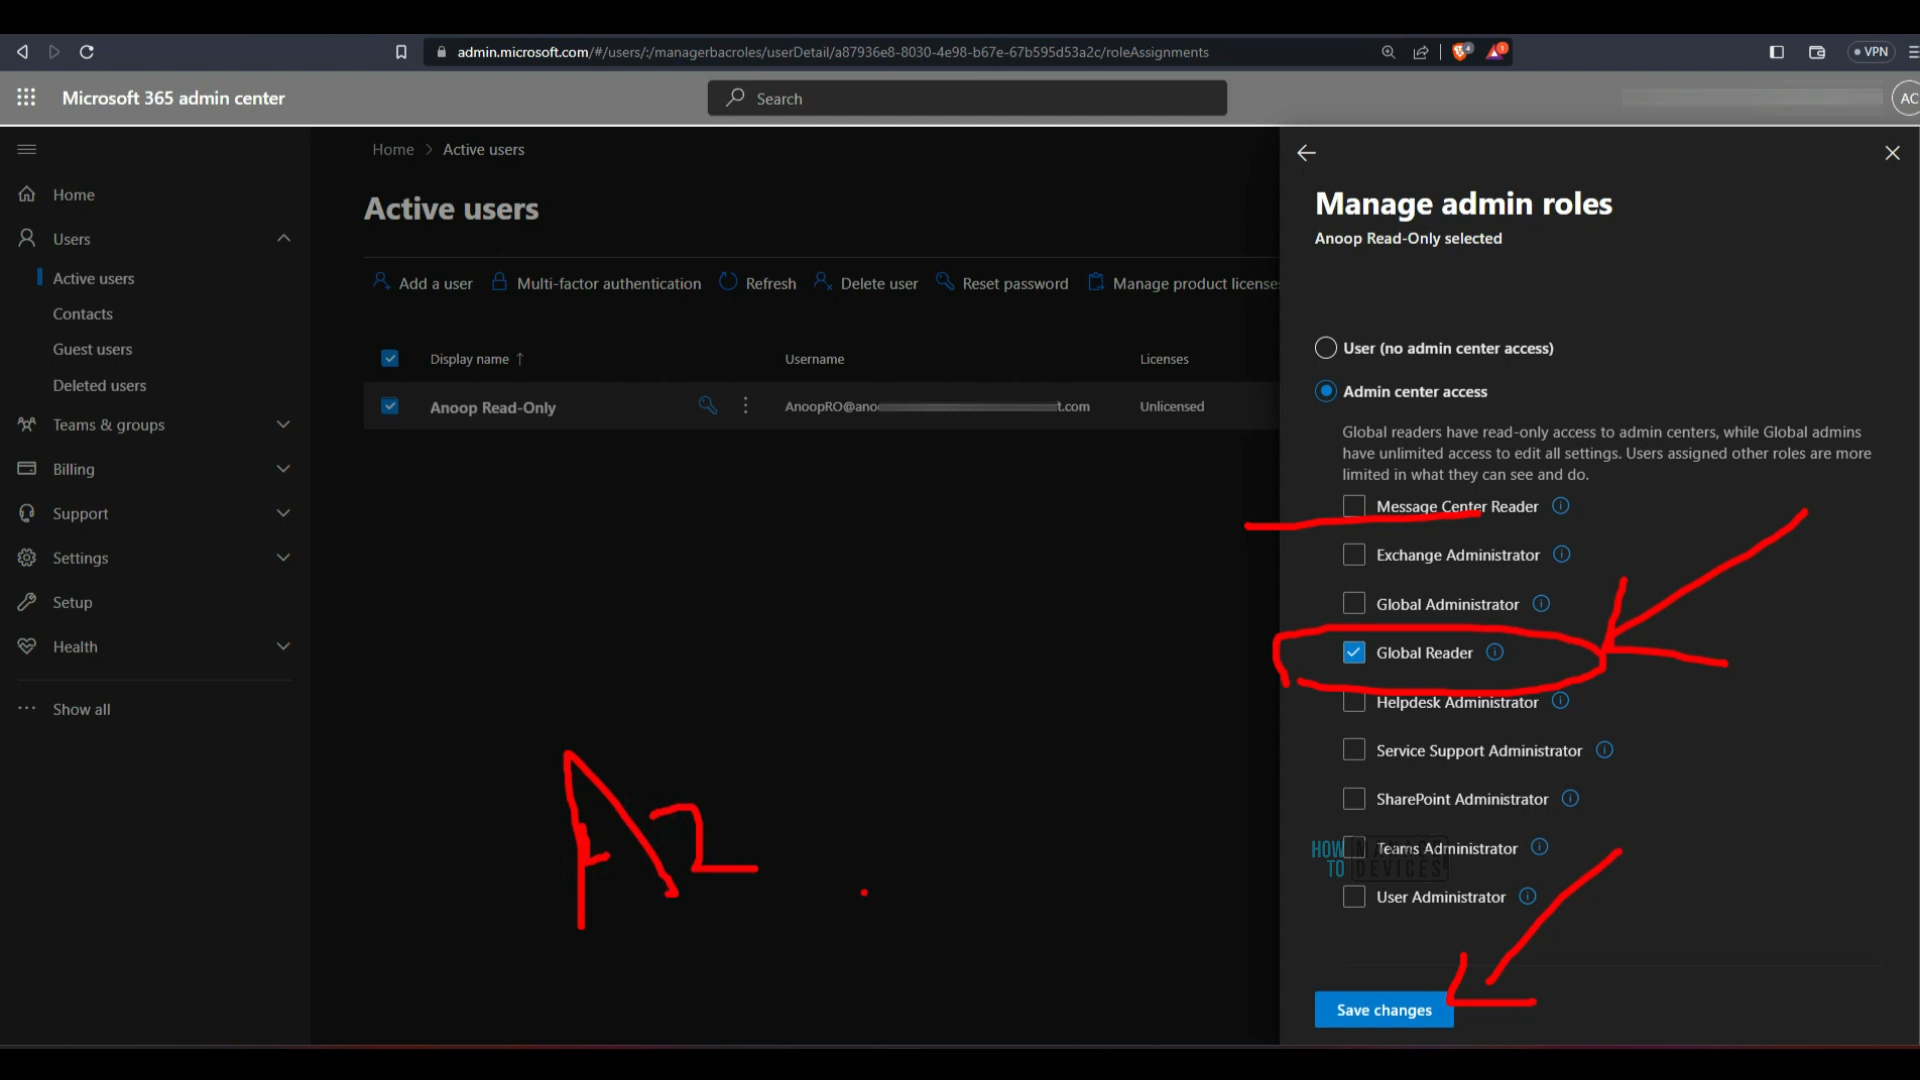 admin.microsoft.com/#/users/:/managerbacroles/userDetail/a87936e8-8030-4e98-b67e-67b595d53a2c/roleAssignments
4
1
VPN
Microsoft 365 admin center
Search
AC
Home
Users
Active users
Contacts
Guest users
Deleted users
Teams & groups
Billing
Support
Settings
Setup
Health
Show all
Home > Active users
Active users
Add a user Multi-factor authentication Refresh Delete user Reset password Manage product license
Display name ↑ Username Licenses
Anoop Read-Only AnoopRO@ano t.com Unlicensed
Manage admin roles
Anoop Read-Only selected
User (no admin center access)
Admin center access
Global readers have read-only access to admin centers, while Global admins
have unlimited access to edit all settings. Users assigned other roles are more
limited in what they can see and do.
Message Center Reader
Exchange Administrator
Global Administrator
Global Reader
Helpdesk Administrator
Service Support Administrator
SharePoint Administrator
Teams Administrator
User Administrator
HOW
TO DEVICES
Save changes